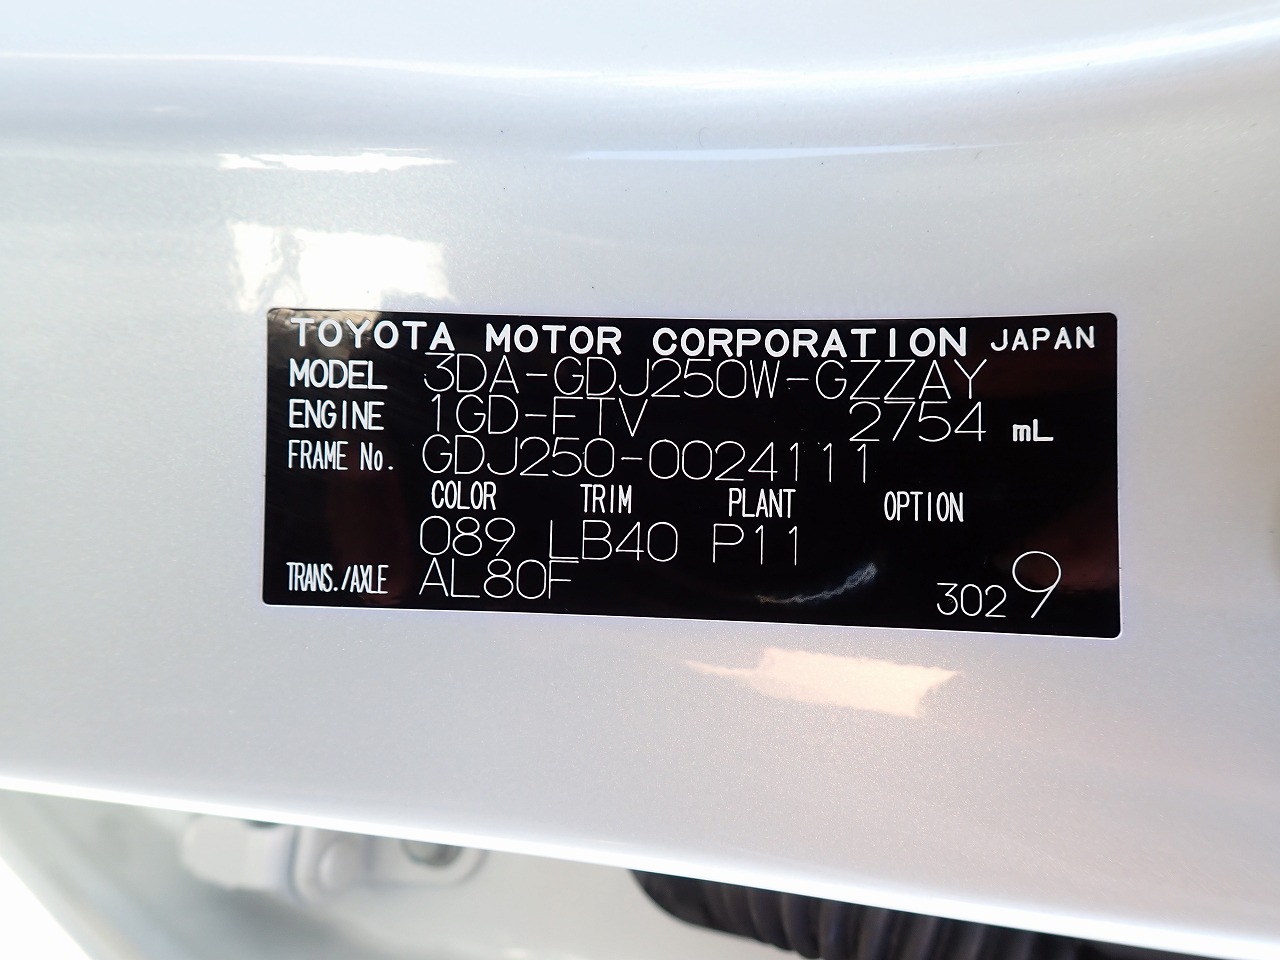 TOYOTA MOTOR CORPORATION JAPAN
MODEL 3DA-GDJ250W-GZZAY
ENGINE 1GD-FTV 2754 mL
FRAME No. GDJ250-0024111
COLOR TRIM PLANT OPTION
089 LB40 P11
TRANS./AXLE AL80F
3029